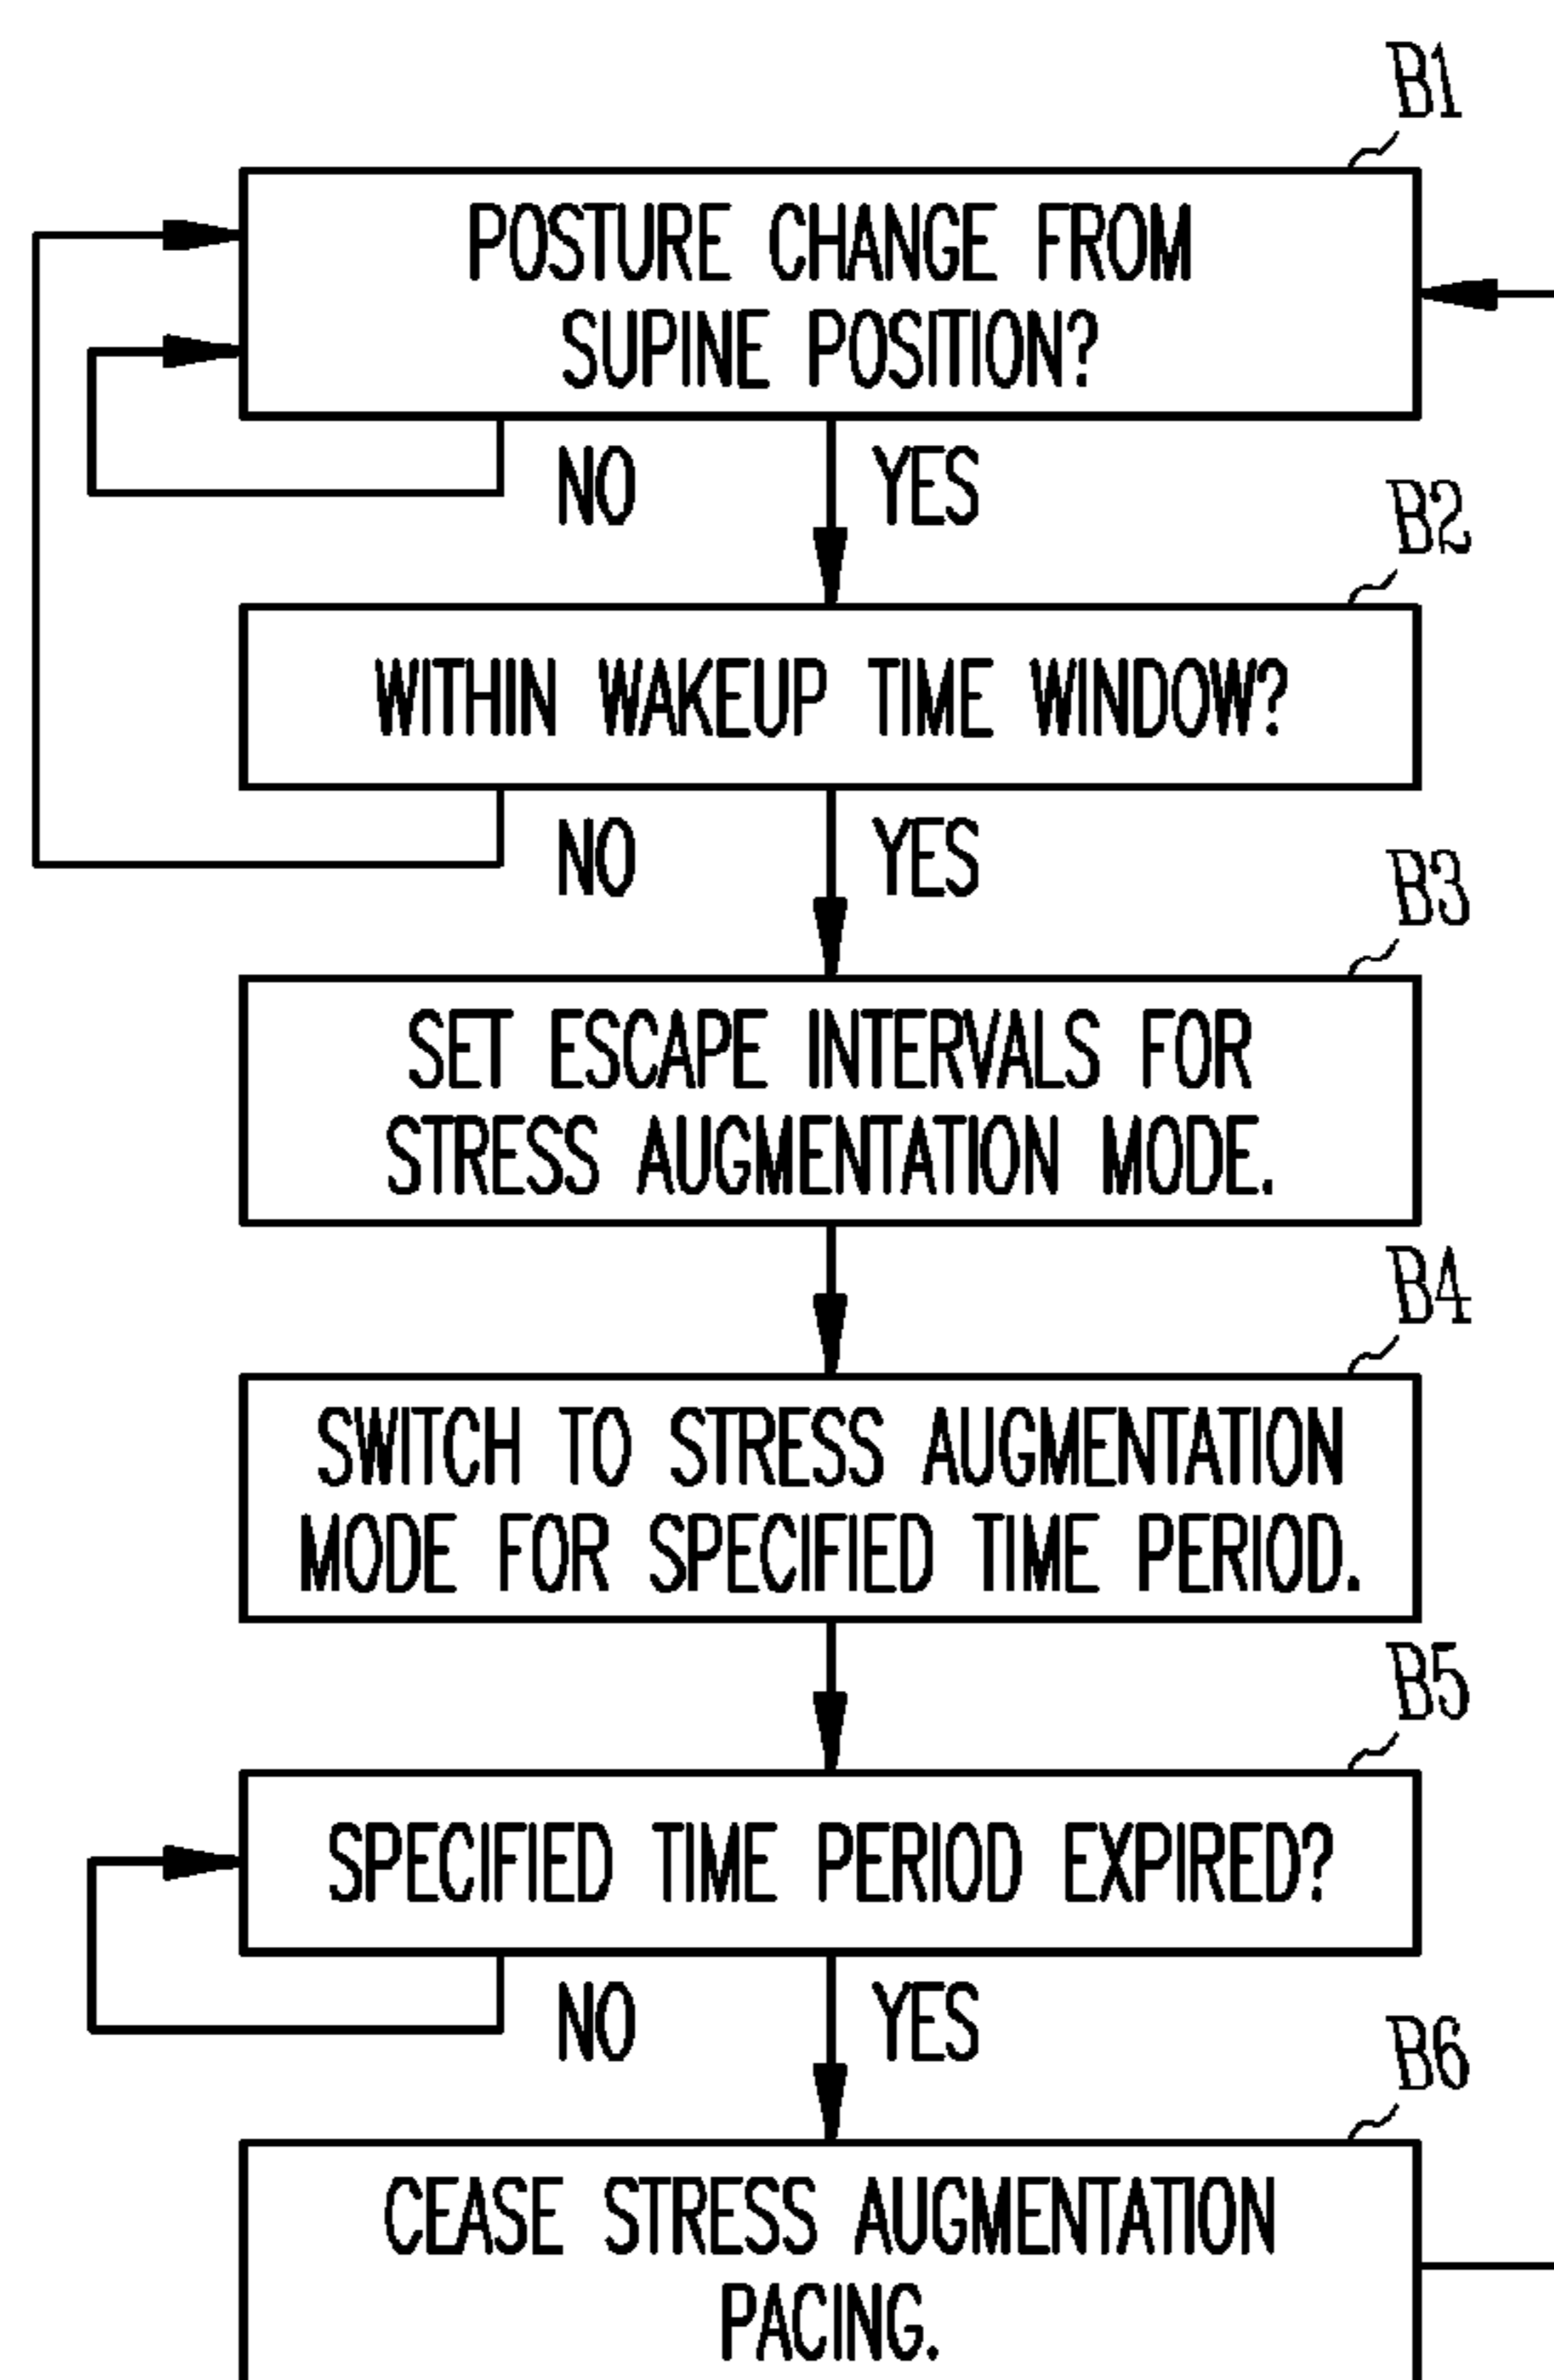 B1
POSTURE CHANGE FROM
SUPINE POSITION?
NO
YES
B2
WITHIN WAKEUP TIME WINDOW?
NO
YES
B3
SET ESCAPE INTERVALS FOR
STRESS AUGMENTATION MODE.
B4
SWITCH TO STRESS AUGMENTATION
MODE FOR SPECIFIED TIME PERIOD.
B5
SPECIFIED TIME PERIOD EXPIRED?
NO
YES
B6
CEASE STRESS AUGMENTATION
PACING.